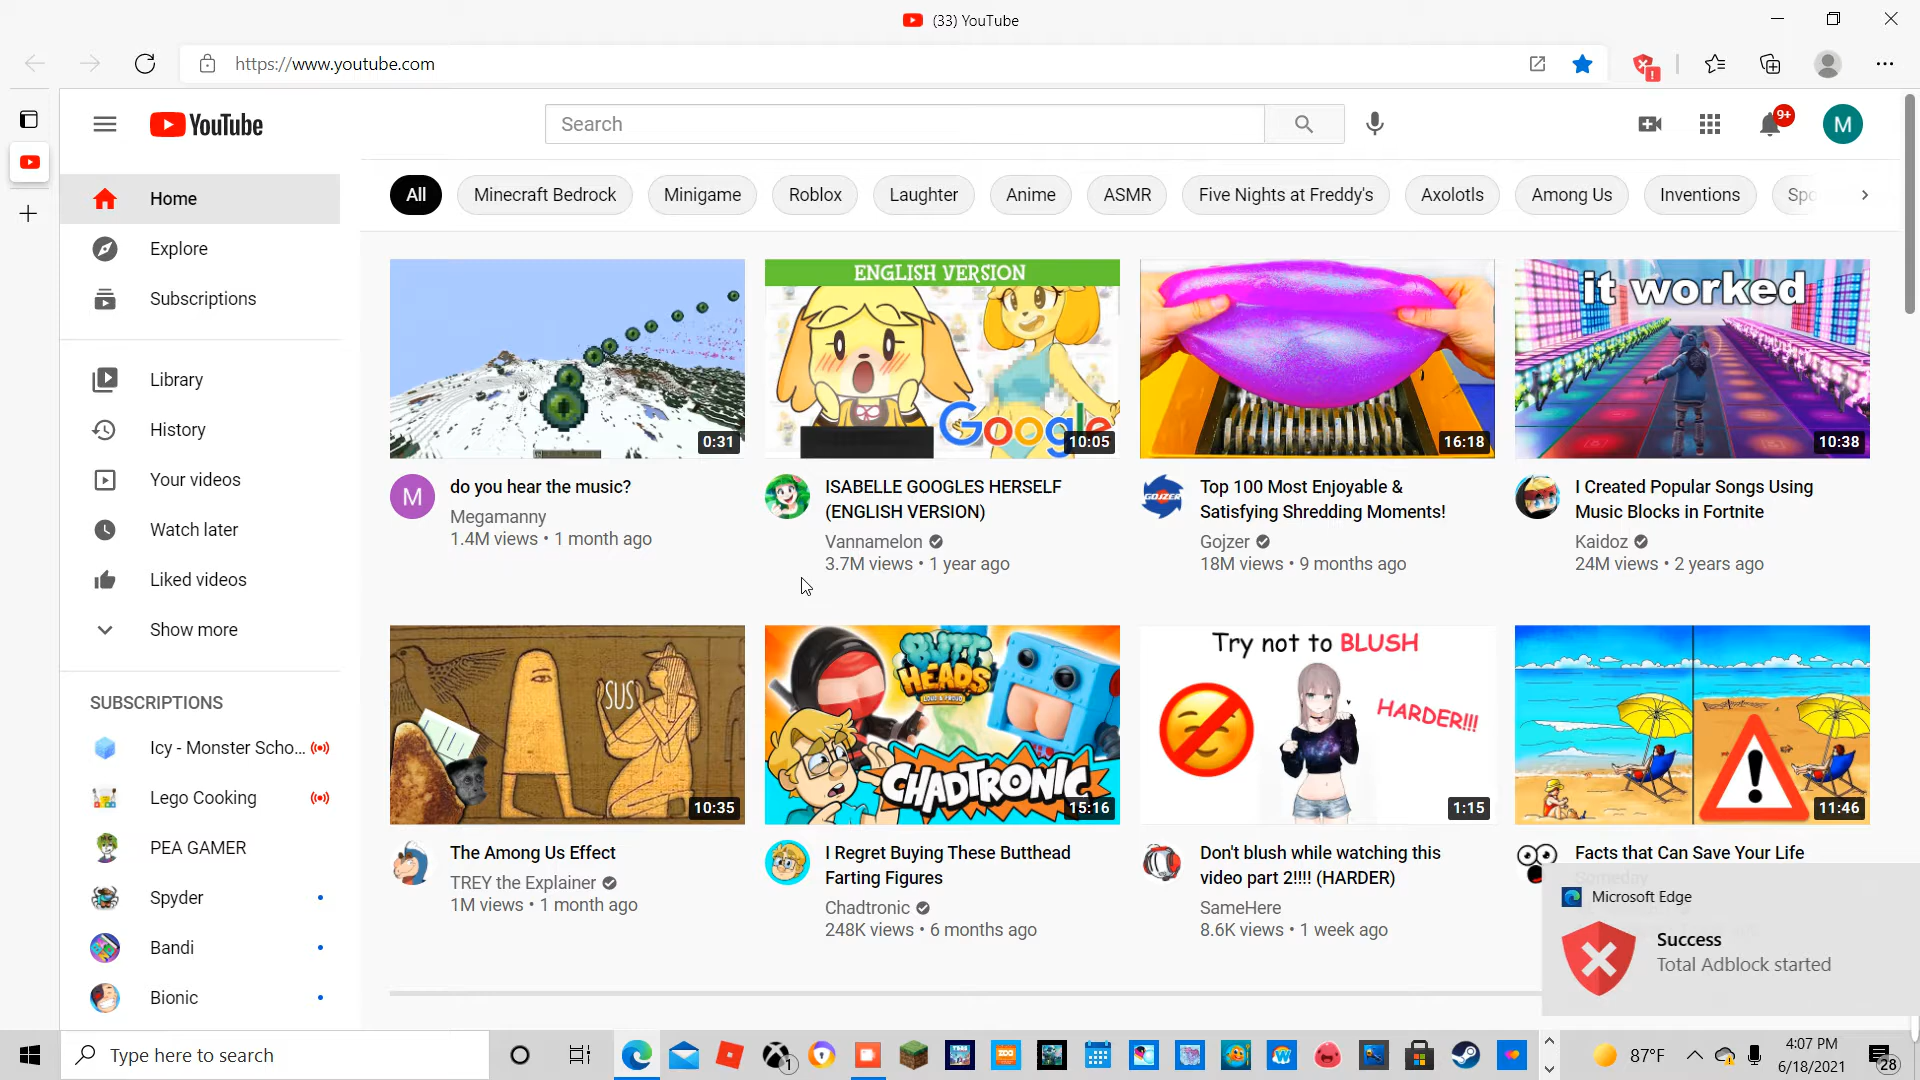 (33) YouTube
https://www.youtube.com
YouTube
Search
9+
M
Home
Explore
Subscriptions
Library
History
Your videos
Watch later
Liked videos
Show more
SUBSCRIPTIONS
Icy - Monster Scho...
Lego Cooking
PEA GAMER
Spyder
Bandi
Bionic
All
Minecraft Bedrock
Minigame
Roblox
Laughter
Anime
ASMR
Five Nights at Freddy's
Axolotls
Among Us
Inventions
Spo
0:31
ENGLISH VERSION
Google
10:05
16:18
it worked
10:38
M
do you hear the music?
Megamanny
1.4M views • 1 month ago
ISABELLE GOOGLES HERSELF
(ENGLISH VERSION)
Vannamelon
3.7M views • 1 year ago
GOJZER
Top 100 Most Enjoyable &
Satisfying Shredding Moments!
Gojzer
18M views • 9 months ago
I Created Popular Songs Using
Music Blocks in Fortnite
Kaidoz
24M views • 2 years ago
SUS
10:35
BUTT
HEADS
LOUD & PROUD
CHADTRONIC
15:16
Try not to BLUSH
HARDER!!!
1:15
11:46
The Among Us Effect
TREY the Explainer
1M views • 1 month ago
I Regret Buying These Butthead
Farting Figures
Chadtronic
248K views • 6 months ago
Don't blush while watching this
video part 2!!!! (HARDER)
SameHere
8.6K views • 1 week ago
Facts that Can Save Your Life
Someday
Microsoft Edge
Success
Total Adblock started
Type here to search
1
87°F
4:07 PM
6/18/2021
28